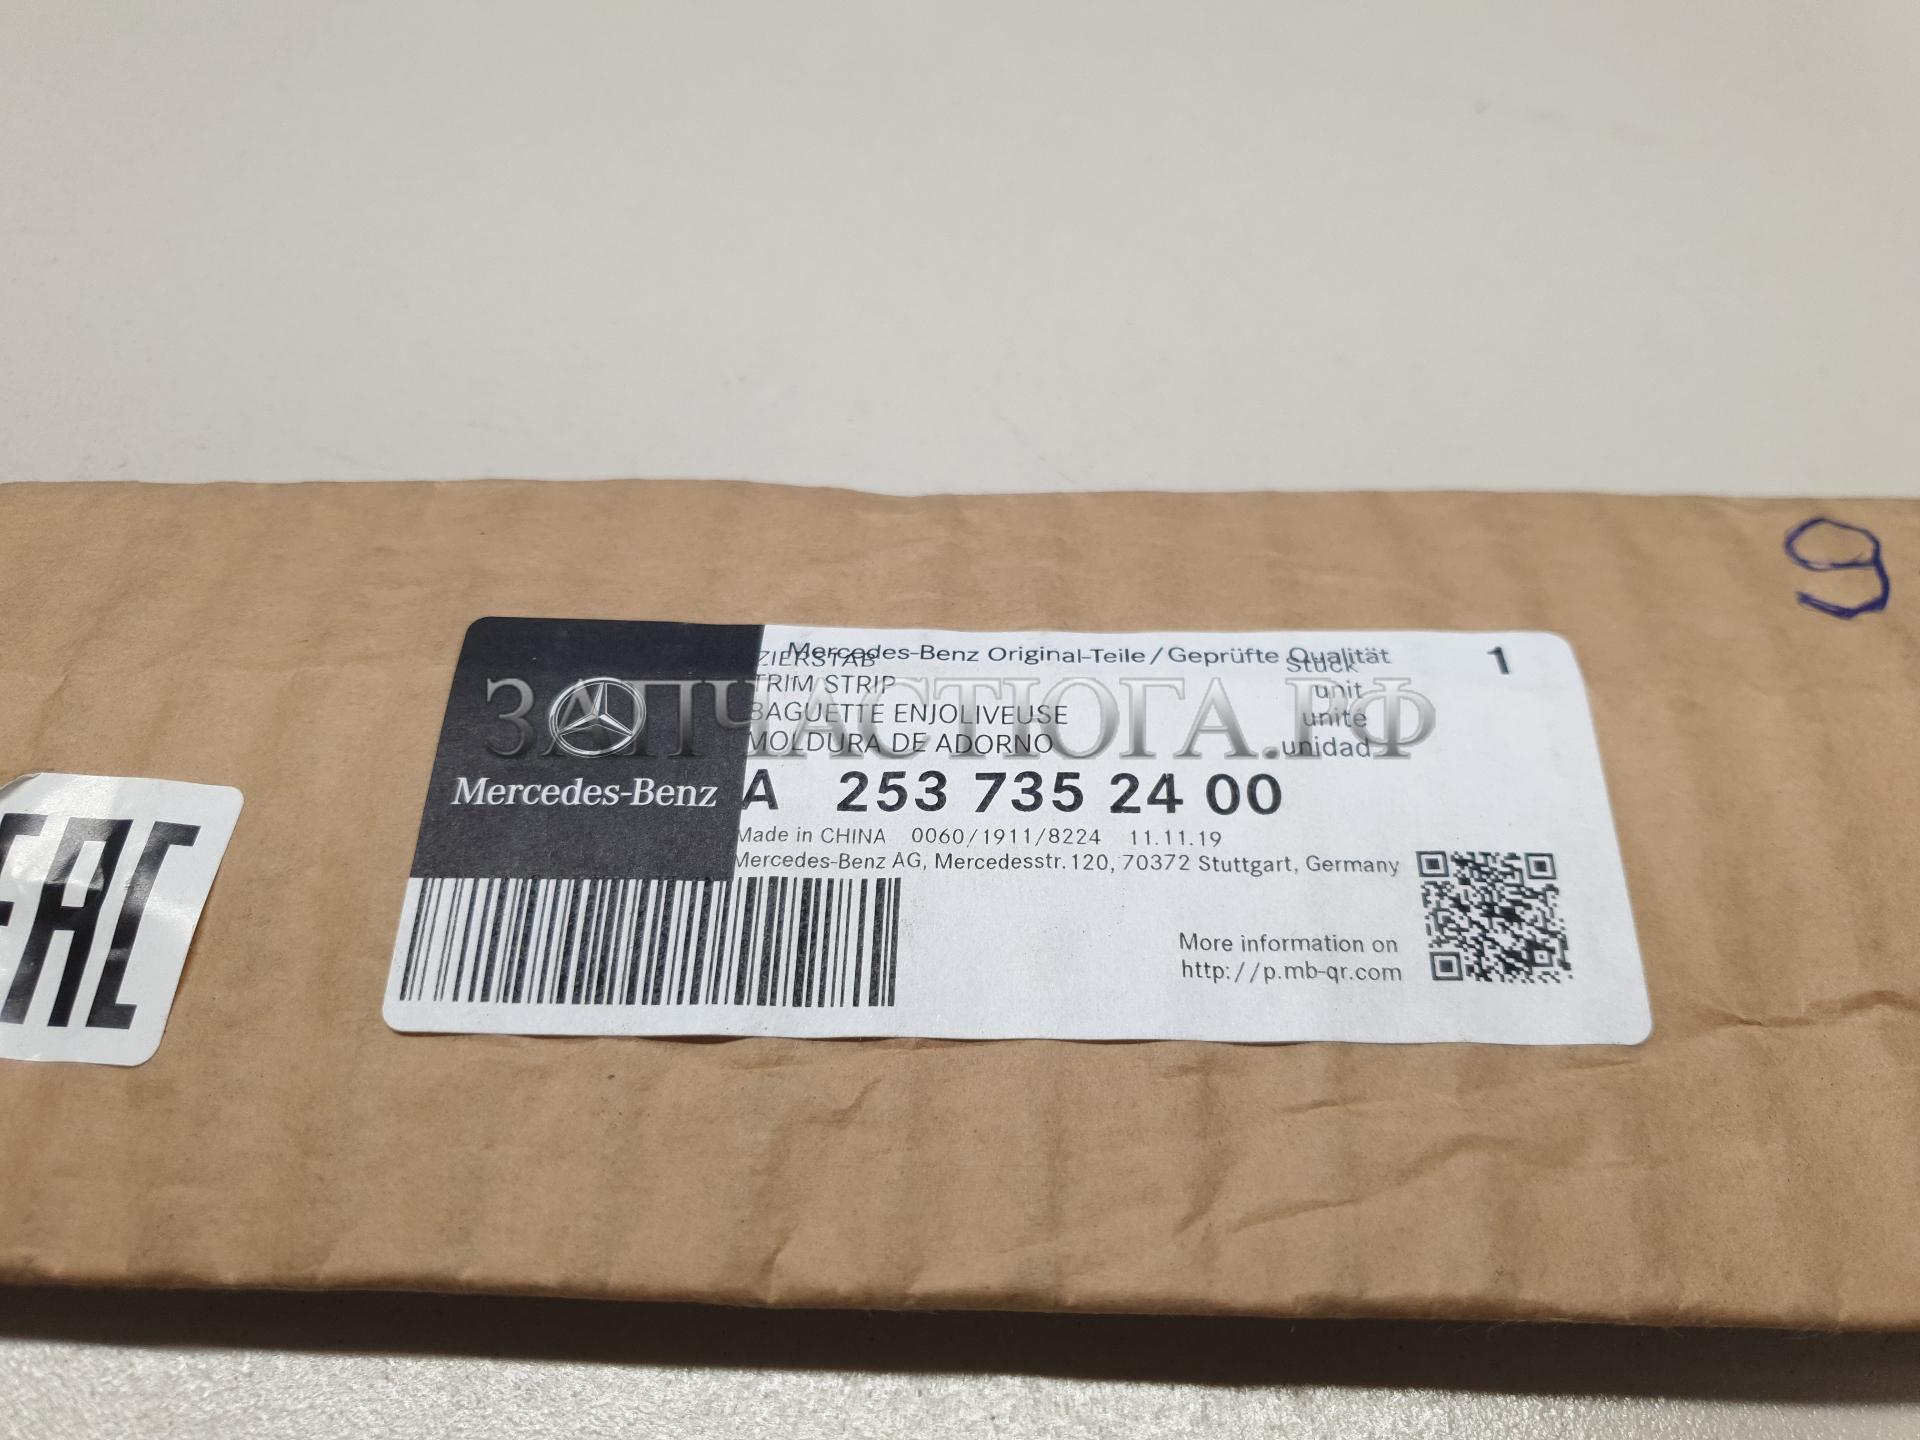 9
Mercedes-Benz Original-Teile / Geprüfte Qualität
1
ZIERSTAB Stück
TRIM STRIP unit
BAGUETTE ENJOLIVEUSE unité
MOLDURA DE ADORNO unidad
ЗАПЧАСТЮГА.РФ
Mercedes-Benz
A 253 735 24 00
Made in CHINA 0060/1911/8224 11.11.19
Mercedes-Benz AG, Mercedesstr. 120, 70372 Stuttgart, Germany
More information on
http://p.mb-qr.com
EAC